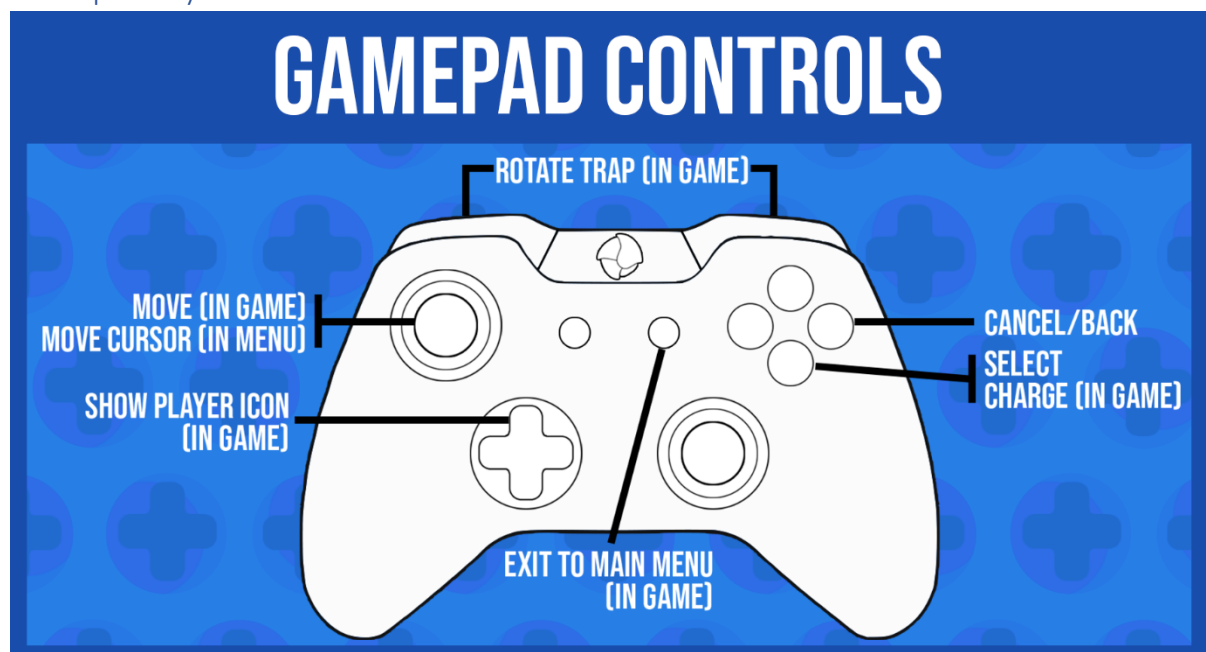 GAMEPAD CONTROLS
ROTATE TRAP (IN GAME)
MOVE (IN GAME)
MOVE CURSOR (IN MENU)
CANCEL/BACK
SELECT
CHARGE (IN GAME)
SHOW PLAYER ICON
(IN GAME)
EXIT TO MAIN MENU
(IN GAME)